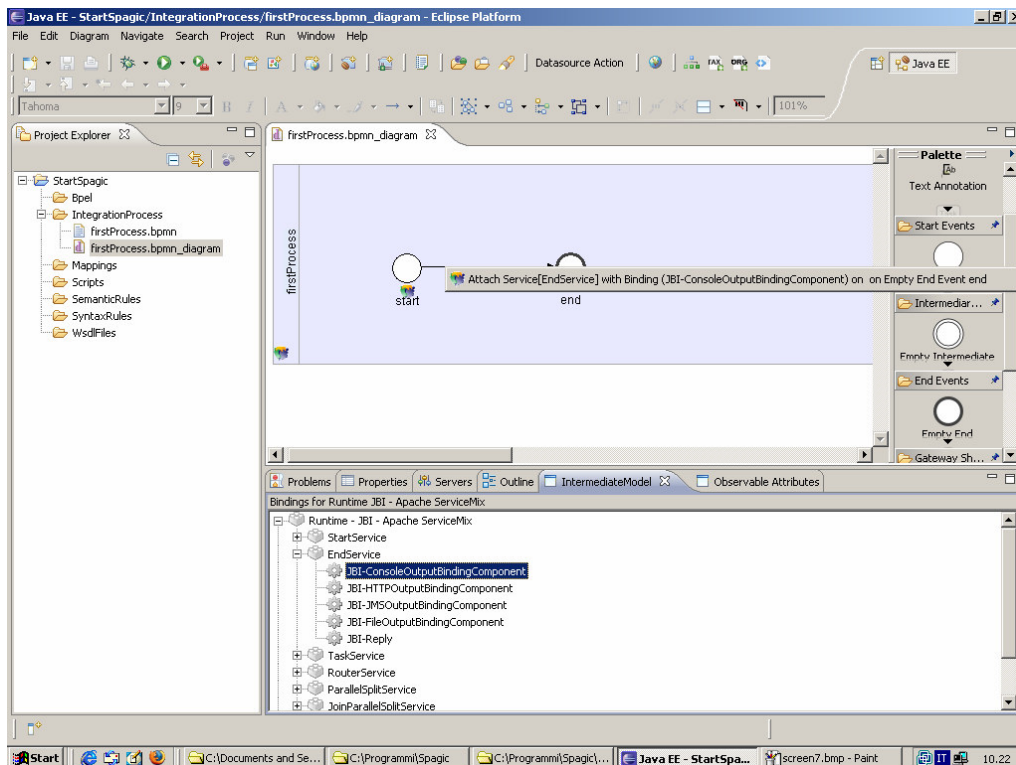 Java EE - StartSpagic/IntegrationProcess/firstProcess.bpmn_diagram - Eclipse Platform
File Edit Diagram Navigate Search Project Run Window Help
Datasource Action
Java EE
Tahoma 9 B I A 101%
Project Explorer
StartSpagic
Bpel
IntegrationProcess
firstProcess.bpmn
firstProcess.bpmn_diagram
Mappings
Scripts
SemanticRules
SyntaxRules
WsdlFiles
firstProcess.bpmn_diagram
firstProcess
start
end
Attach Service[EndService] with Binding (JBI-ConsoleOutputBindingComponent) on on Empty End Event end
Palette
Text Annotation
Start Events
Intermediar...
Empty Intermediate
End Events
Empty End
Gateway Sh...
Problems Properties Servers Outline IntermediateModel Observable Attributes
Bindings for Runtime JBI - Apache ServiceMix
Runtime - JBI - Apache ServiceMix
StartService
EndService
JBI-ConsoleOutputBindingComponent
JBI-HTTPOutputBindingComponent
JBI-JMSOutputBindingComponent
JBI-FileOutputBindingComponent
JBI-Reply
TaskService
RouterService
ParallelSplitService
JoinParallelSplitService
Start C:\Documents and Se... C:\Programmi\Spagic C:\Programmi\Spagic\... Java EE - StartSpa... screen7.bmp - Paint IT 10.22